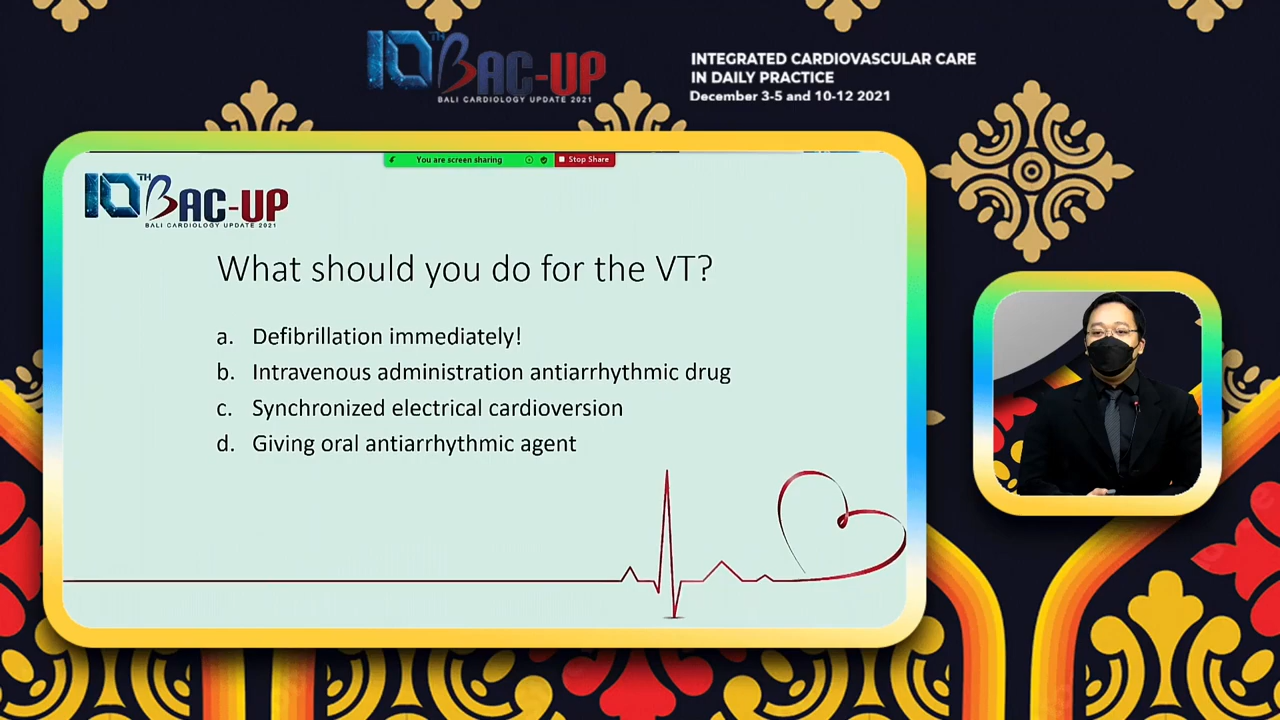 10TH BAC-UP
BALI CARDIOLOGY UPDATE 2021
INTEGRATED CARDIOVASCULAR CARE
IN DAILY PRACTICE
December 3-5 and 10-12 2021
You are screen sharing
Stop Share
10TH BAC-UP
BALI CARDIOLOGY UPDATE 2021
What should you do for the VT?
a. Defibrillation immediately!
b. Intravenous administration antiarrhythmic drug
c. Synchronized electrical cardioversion
d. Giving oral antiarrhythmic agent